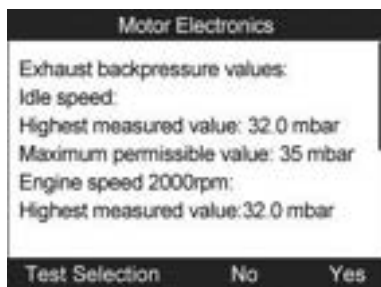 Motor Electronics
Exhaust backpressure values:
Idle speed:
Highest measured value: 32.0 mbar
Maximum permissible value: 35 mbar
Engine speed 2000rpm:
Highest measured value:32.0 mbar
Test Selection No Yes